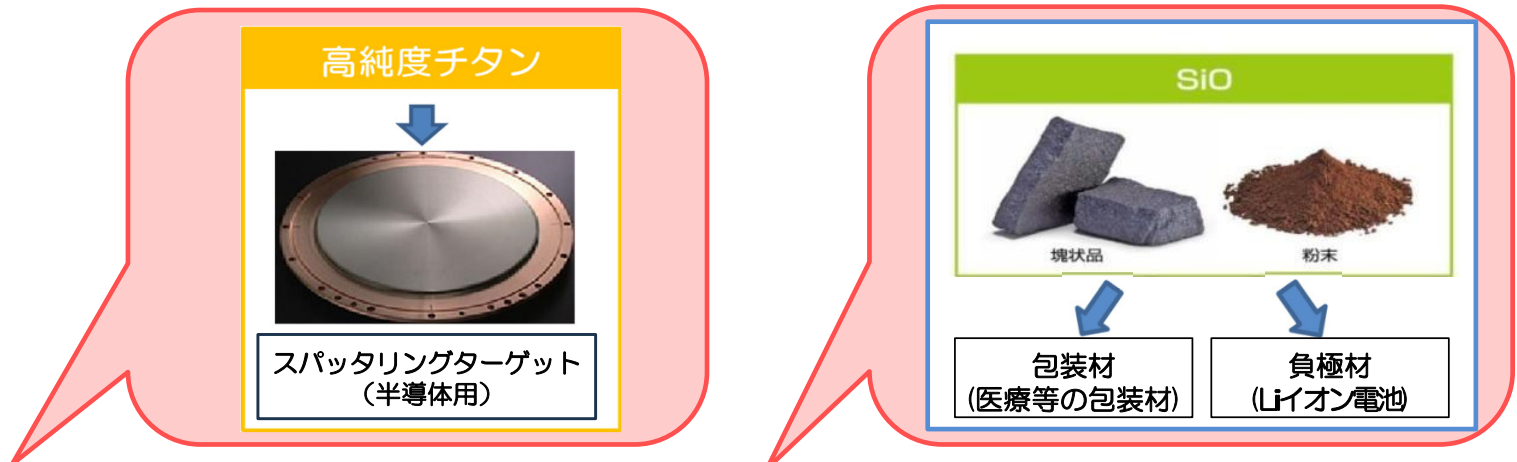 高純度チタン
スパッタリングターゲット
（半導体用）
SiO
塊状品
粉末
包装材
(医療等の包装材)
負極材
(Liイオン電池)